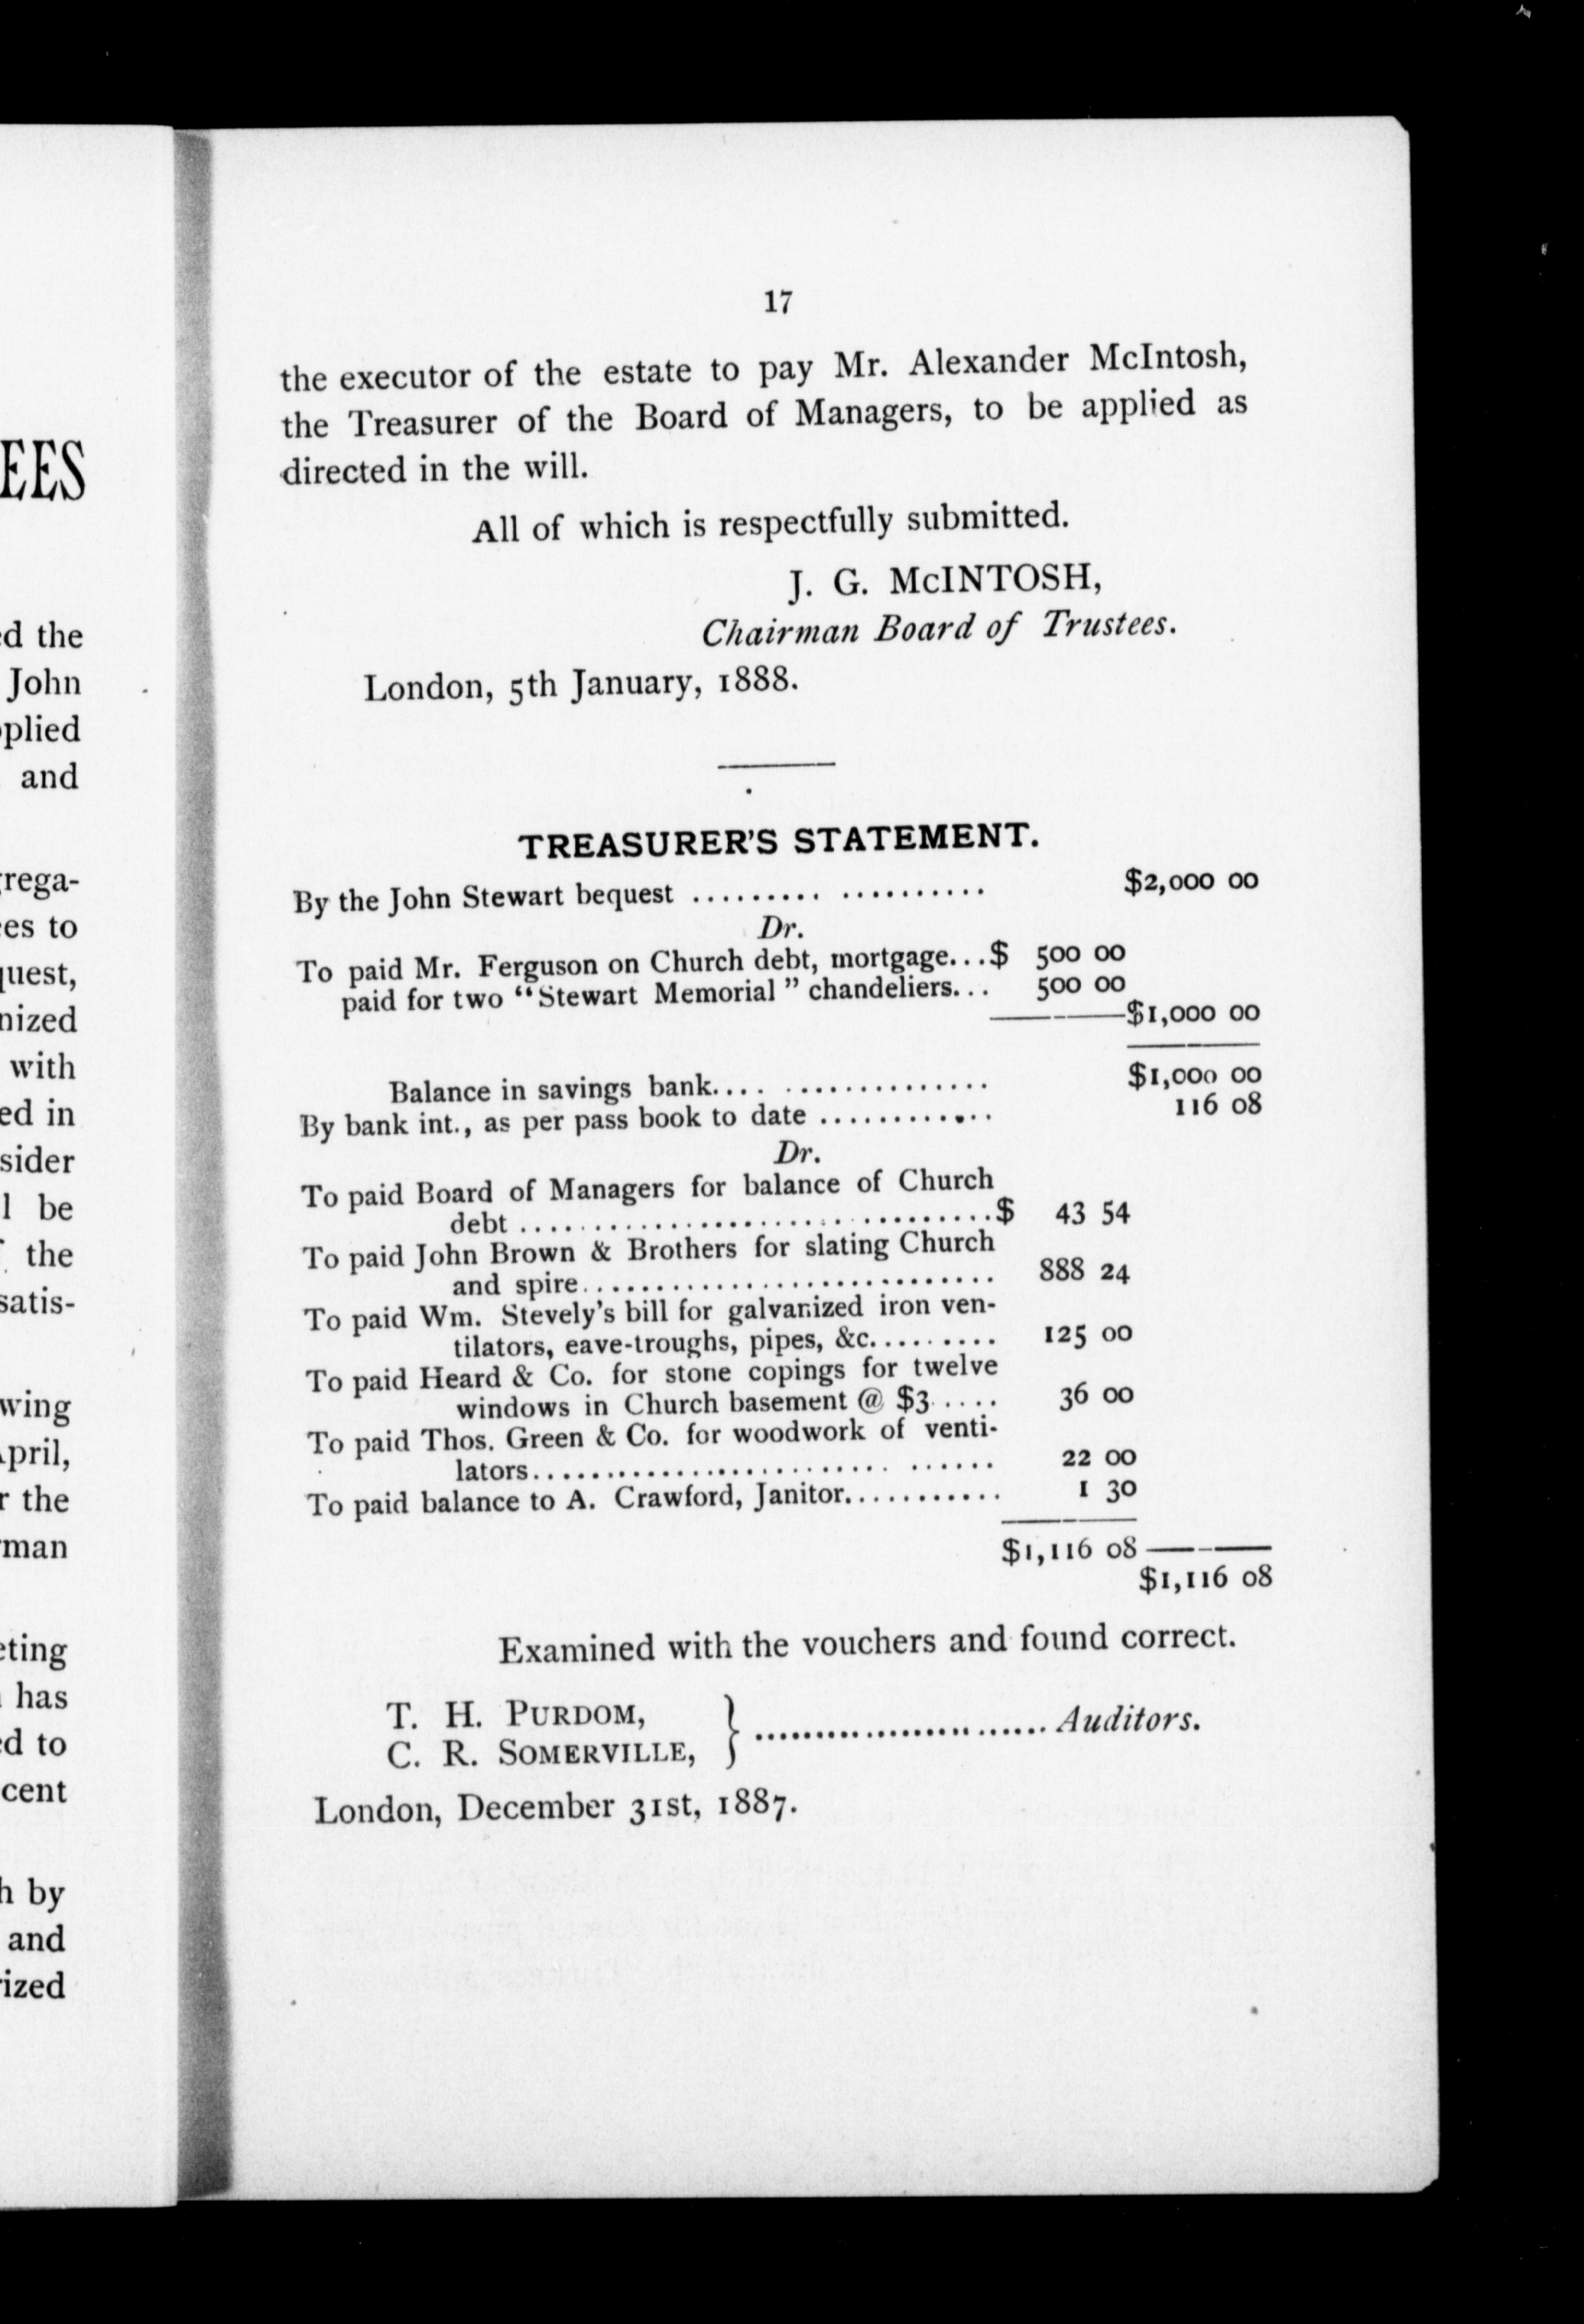 EES
ed the
John
plied
and
rega-
es to
quest,
nized
with
ed in
sider
l be
the
satis-
wing
April,
r the
man
eting
has
ed to
cent
h by
and
rized
17
the executor of the estate to pay Mr. Alexander McIntosh,
the Treasurer of the Board of Managers, to be applied as
directed in the will.
All of which is respectfully submitted.
J. G. McINTOSH,
Chairman Board of Trustees.
London, 5th January, 1888.
TREASURER'S STATEMENT.
By the John Stewart bequest ......... .......... $2,000 00
Dr.
To paid Mr. Ferguson on Church debt, mortgage...$ 500 00
paid for two "Stewart Memorial" chandeliers... 500 00
$1,000 00
Balance in savings bank.... .............. $1,000 00
By bank int., as per pass book to date ............ 116 08
Dr.
To paid Board of Managers for balance of Church
debt ..................................$ 43 54
To paid John Brown & Brothers for slating Church
and spire............................. 888 24
To paid Wm. Stevely's bill for galvanized iron ven-
tilators, eave-troughs, pipes, &c.......... 125 00
To paid Heard & Co. for stone copings for twelve
windows in Church basement @ $3..... 36 00
To paid Thos. Green & Co. for woodwork of venti-
lators......................... ...... 22 00
To paid balance to A. Crawford, Janitor........... 1 30
$1,116 08
$1,116 08
Examined with the vouchers and found correct.
T. H. PURDOM,
C. R. SOMERVILLE, } ........................ Auditors.
London, December 31st, 1887.